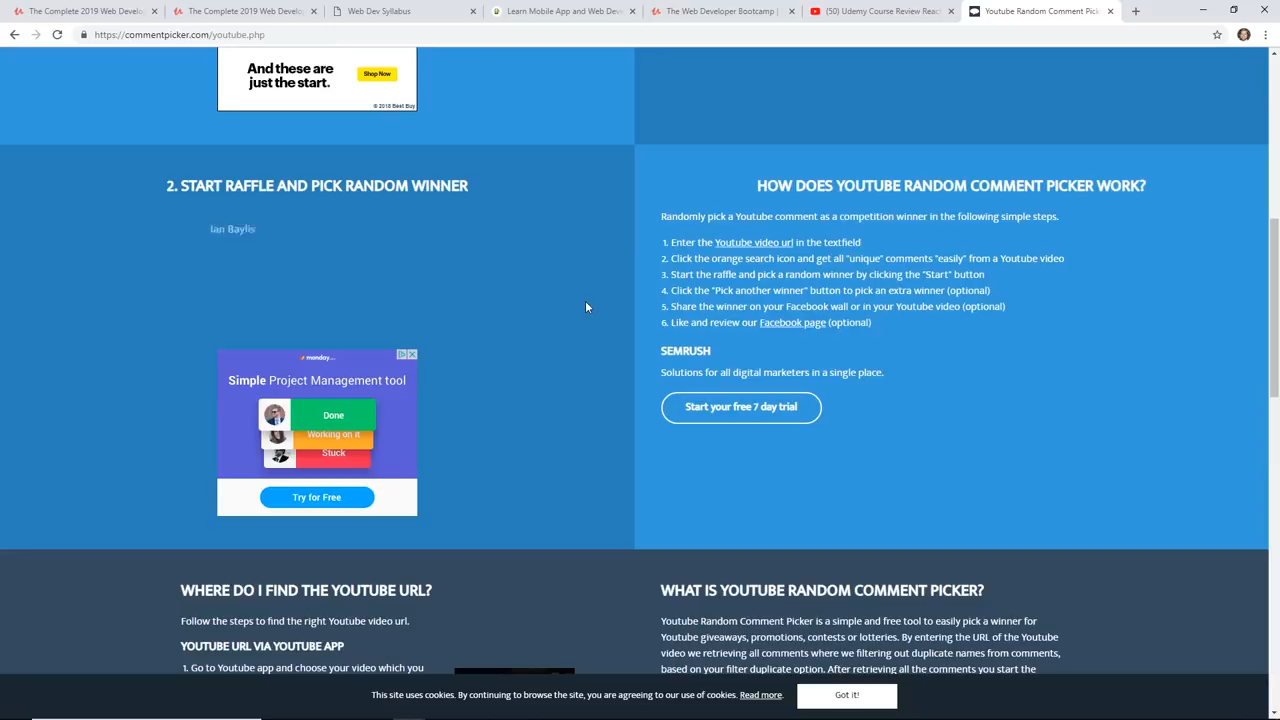 The Complete 2019 Web Develo
The Complete 2019 Web Develo
Web Dev Syllabus
Learn Mobile App and Web Dev
The Web Developer Bootcamp |
(50) Udemy Course Review Reac
Youtube Random Comment Pick
https://commentpicker.com/youtube.php
And these are
just the start.
Shop Now
© 2018 Best Buy
2. START RAFFLE AND PICK RANDOM WINNER
Ian Baylis
monday
Simple Project Management tool
Done
Working on it
Stuck
Try for Free
HOW DOES YOUTUBE RANDOM COMMENT PICKER WORK?
Randomly pick a Youtube comment as a competition winner in the following simple steps.
1. Enter the Youtube video url in the textfield
2. Click the orange search icon and get all "unique" comments "easily" from a Youtube video
3. Start the raffle and pick a random winner by clicking the "Start" button
4. Click the "Pick another winner" button to pick an extra winner (optional)
5. Share the winner on your Facebook wall or in your Youtube video (optional)
6. Like and review our Facebook page (optional)
SEMRUSH
Solutions for all digital marketers in a single place.
Start your free 7 day trial
WHERE DO I FIND THE YOUTUBE URL?
Follow the steps to find the right Youtube video url.
YOUTUBE URL VIA YOUTUBE APP
1. Go to Youtube app and choose your video which you
WHAT IS YOUTUBE RANDOM COMMENT PICKER?
Youtube Random Comment Picker is a simple and free tool to easily pick a winner for
Youtube giveaways, promotions, contests or lotteries. By entering the URL of the Youtube
video we retrieving all comments where we filtering out duplicate names from comments,
based on your filter duplicate option. After retrieving all the comments you start the
This site uses cookies. By continuing to browse the site, you are agreeing to our use of cookies. Read more.
Got it!